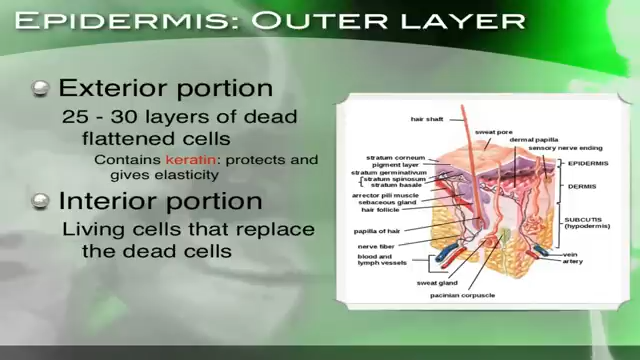 EPIDERMIS: OUTER LAYER
Exterior portion
25 - 30 layers of dead
flattened cells
Contains keratin: protects and
gives elasticity
Interior portion
Living cells that replace
the dead cells
hair shaft
sweat pore
dermal papilla
sensory nerve ending
stratum corneum
pigment layer
stratum germinativum
stratum spinosum
stratum basale
arrector pili muscle
sebaceous gland
hair follicle
papilla of hair
nerve fiber
blood and
lymph vessels
sweat gland
pacinian corpuscle
EPIDERMIS
DERMIS
SUBCUTIS
(hypodermis)
vein
artery